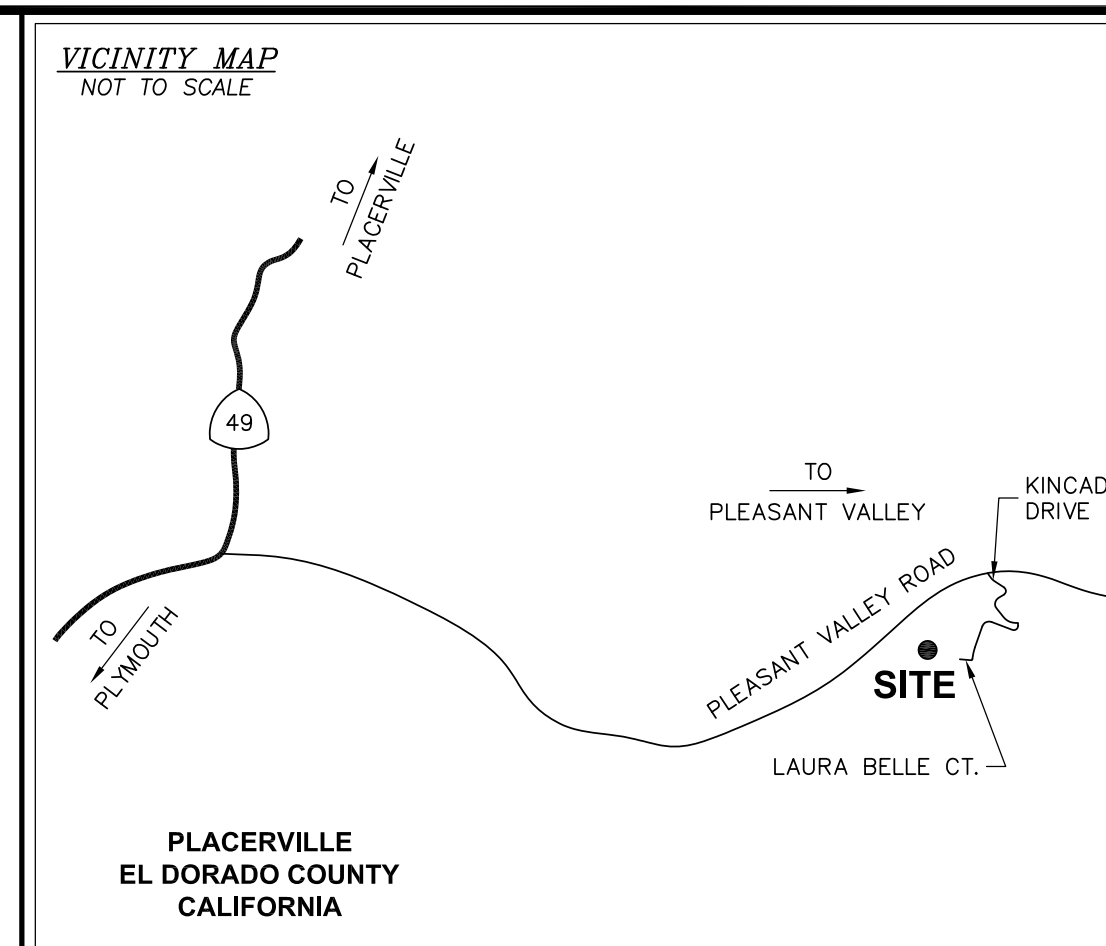 VICINITY MAP
NOT TO SCALE
TO
PLACERVILLE
49
TO
PLEASANT VALLEY
KINCAD
DRIVE
PLEASANT VALLEY ROAD
TO
PLYMOUTH
SITE
LAURA BELLE CT.
PLACERVILLE
EL DORADO COUNTY
CALIFORNIA